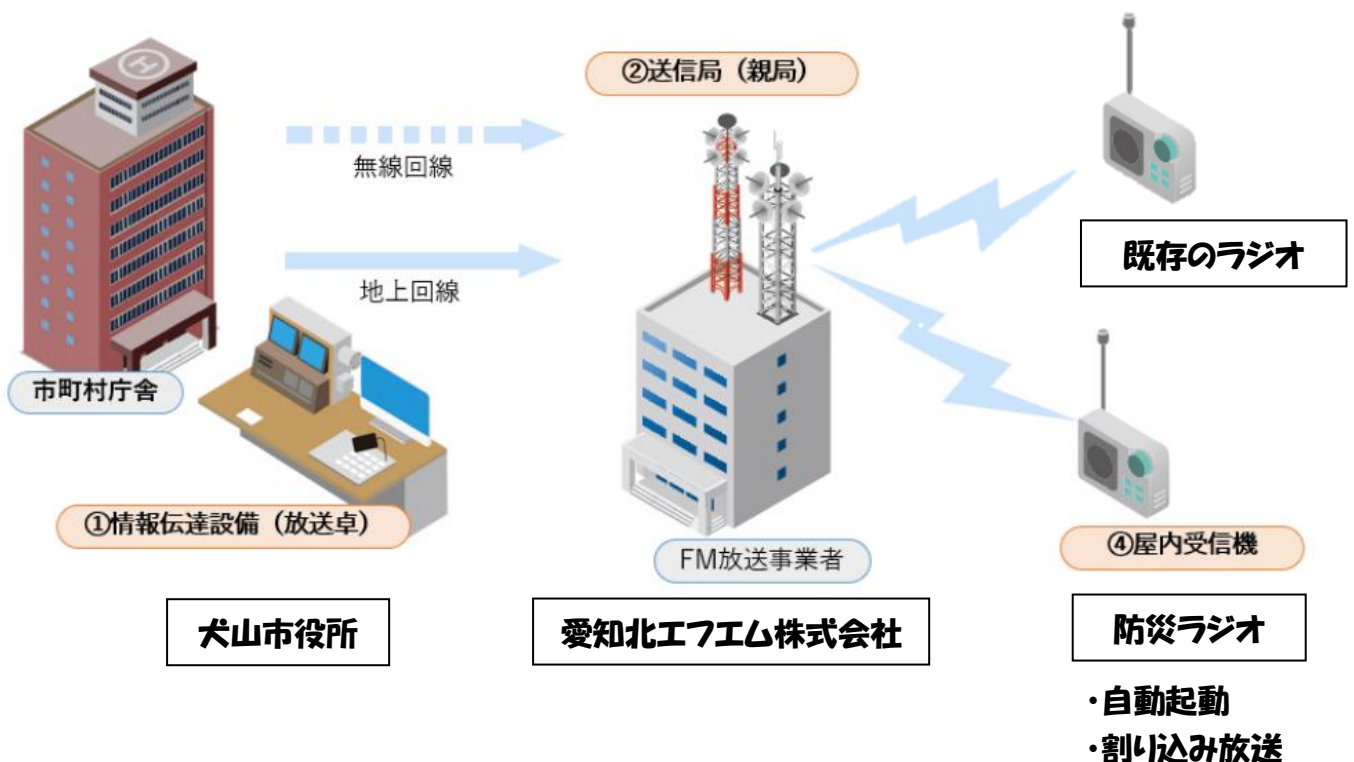 ②送信局（親局）
無線回線
地上回線
既存のラジオ
市町村庁舎
①情報伝達設備（放送卓）
FM放送事業者
④屋内受信機
犬山市役所
愛知北エフエム株式会社
防災ラジオ
・自動起動
・割り込み放送
H